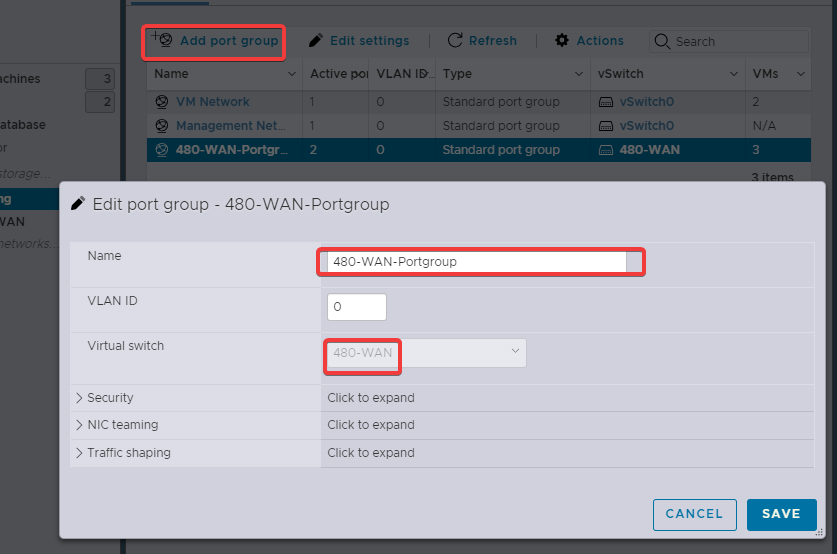 Add port group | Edit settings | Refresh | Actions Search
achines 3 Name Active por VLAN ID Type vSwitch VMs
2 VM Network 1 0 Standard port group vSwitch0 2
atabase Management Net... 1 0 Standard port group vSwitch0 N/A
or 480-WAN-Portgr... 2 0 Standard port group 480-WAN 3
storage... 3 items
ng
WAN
networks...
Edit port group - 480-WAN-Portgroup
Name 480-WAN-Portgroup
VLAN ID 0
Virtual switch 480-WAN
Security Click to expand
NIC teaming Click to expand
Traffic shaping Click to expand
CANCEL SAVE